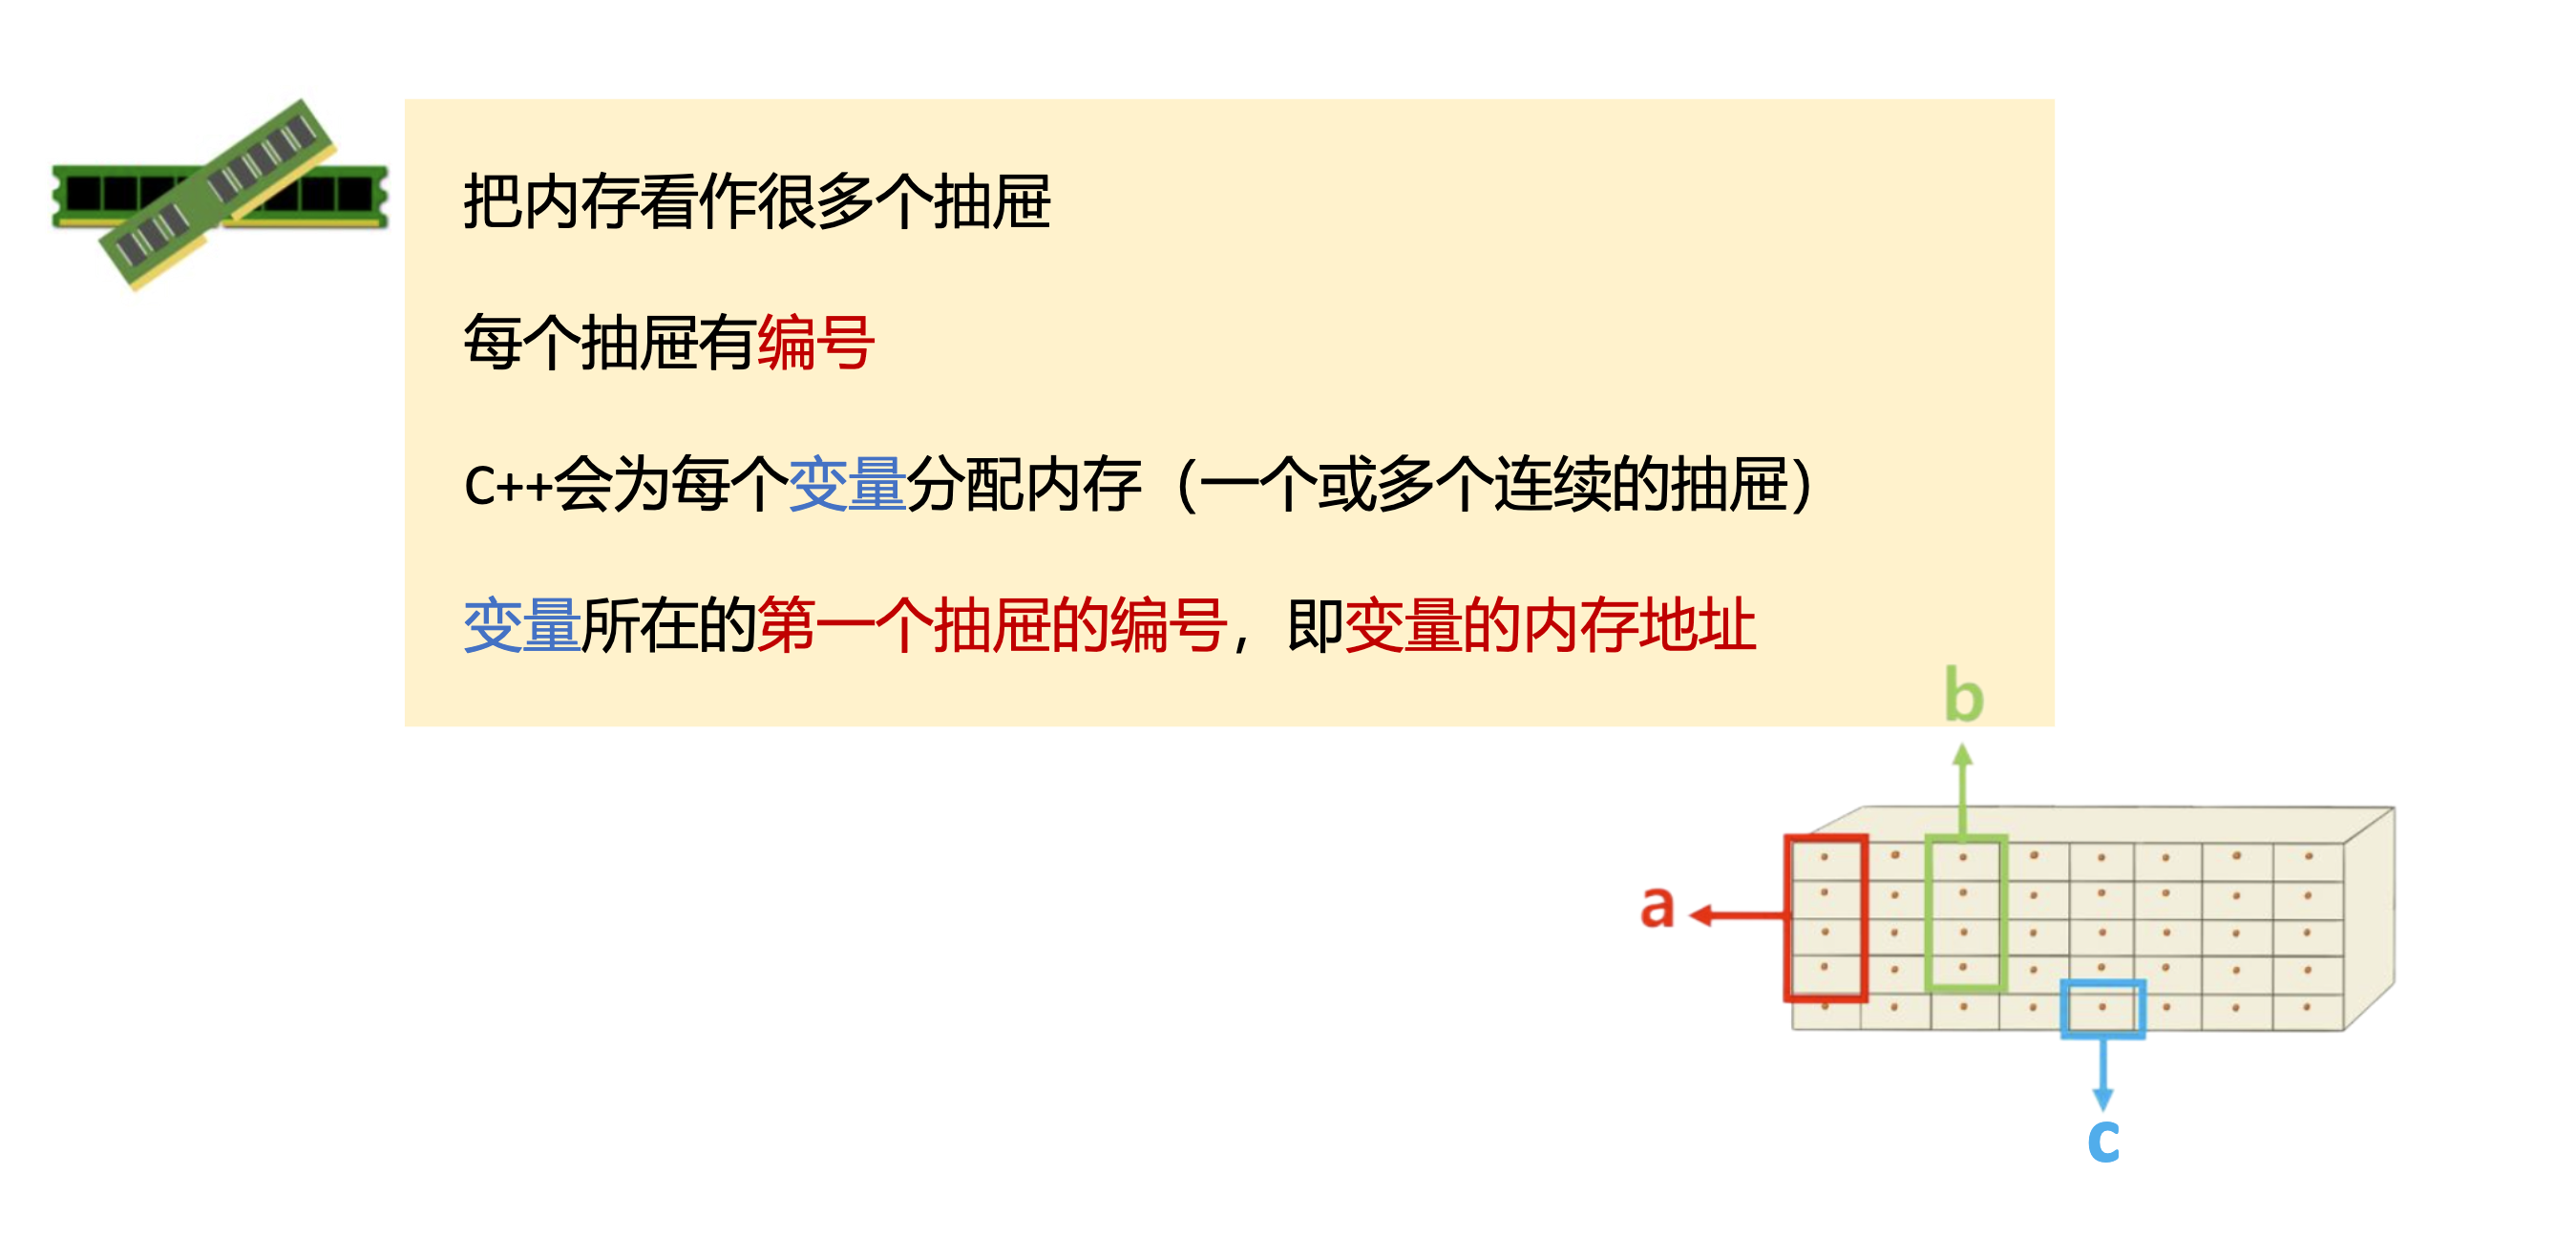 把内存看作很多个抽屉
每个抽屉有编号
C++会为每个变量分配内存（一个或多个连续的抽屉）
变量所在的第一个抽屉的编号，即变量的内存地址
b
a
c